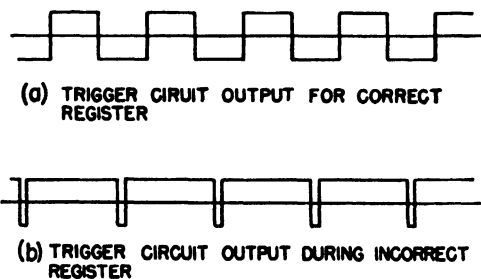 (a) TRIGGER CIRUIT OUTPUT FOR CORRECT
REGISTER
(b) TRIGGER CIRCUIT OUTPUT DURING INCORRECT
REGISTER